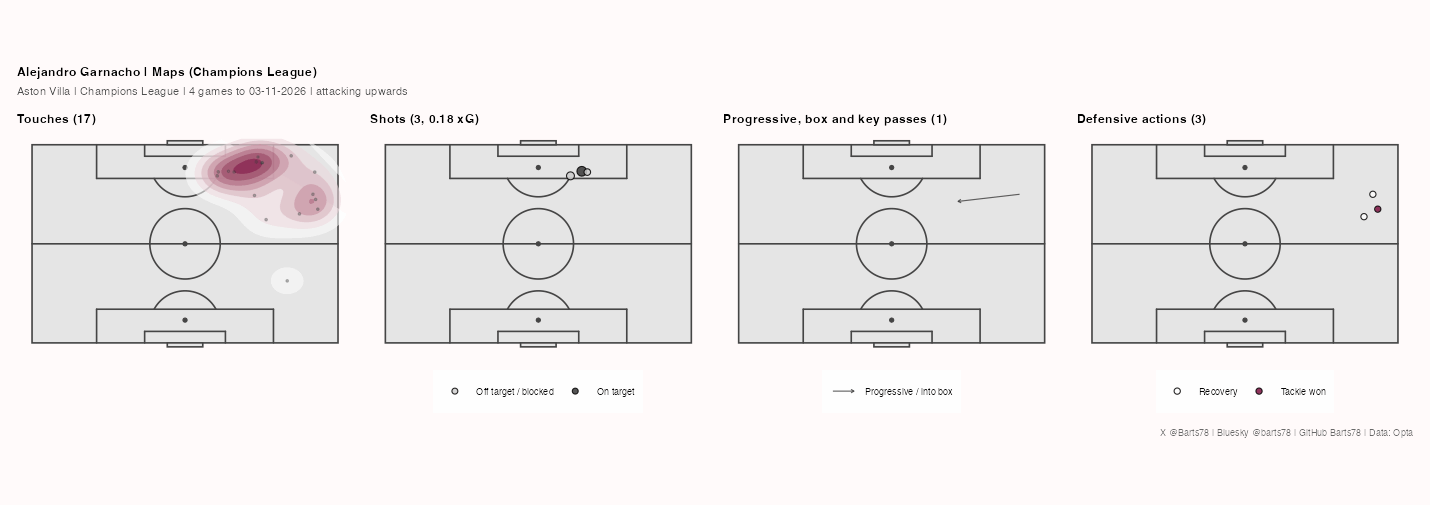 Alejandro Garnacho | Maps (Champions League)
Aston Villa | Champions League | 4 games to 03-11-2026 | attacking upwards
Touches (17)
Shots (3, 0.18 xG)
Progressive, box and key passes (1)
Defensive actions (3)
Off target / blocked
On target
Progressive / into box
Recovery
Tackle won
X @Barts78 | Bluesky @barts78 | GitHub Barts78 | Data: Opta